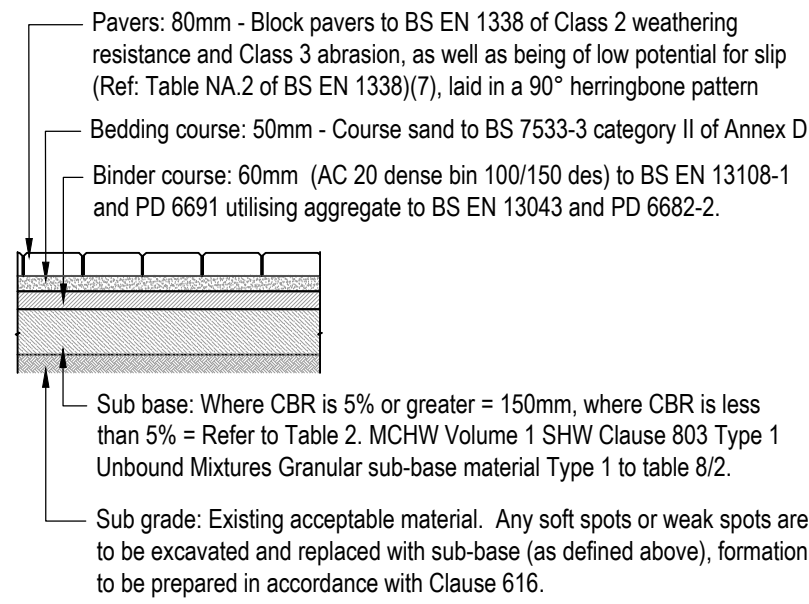 Pavers: 80mm - Block pavers to BS EN 1338 of Class 2 weathering
resistance and Class 3 abrasion, as well as being of low potential for slip
(Ref: Table NA.2 of BS EN 1338)(7), laid in a 90° herringbone pattern
Bedding course: 50mm - Course sand to BS 7533-3 category II of Annex D
Binder course: 60mm (AC 20 dense bin 100/150 des) to BS EN 13108-1
and PD 6691 utilising aggregate to BS EN 13043 and PD 6682-2.
Sub base: Where CBR is 5% or greater = 150mm, where CBR is less
than 5% = Refer to Table 2. MCHW Volume 1 SHW Clause 803 Type 1
Unbound Mixtures Granular sub-base material Type 1 to table 8/2.
Sub grade: Existing acceptable material. Any soft spots or weak spots are
to be excavated and replaced with sub-base (as defined above), formation
to be prepared in accordance with Clause 616.